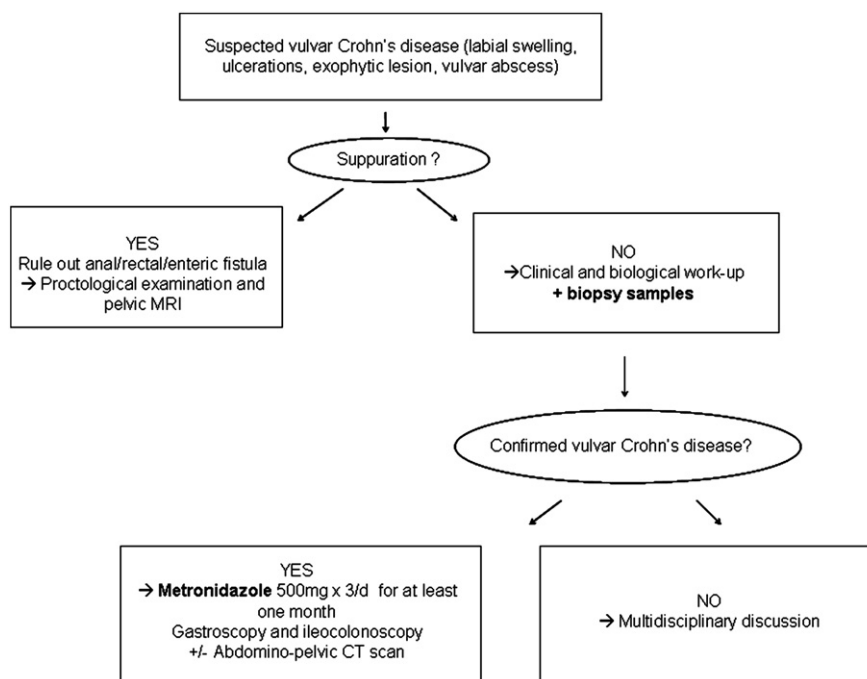 Suspected vulvar Crohn's disease (labial swelling,
ulcerations, exophytic lesion, vulvar abscess)
Suppuration ?
YES
Rule out anal/rectal/enteric fistula
→ Proctological examination and
pelvic MRI
NO
→Clinical and biological work-up
+ biopsy samples
Confirmed vulvar Crohn's disease?
YES
→ Metronidazole 500mg x 3/d for at least
one month
Gastroscopy and ileocolonoscopy
+/- Abdomino-pelvic CT scan
NO
→ Multidisciplinary discussion